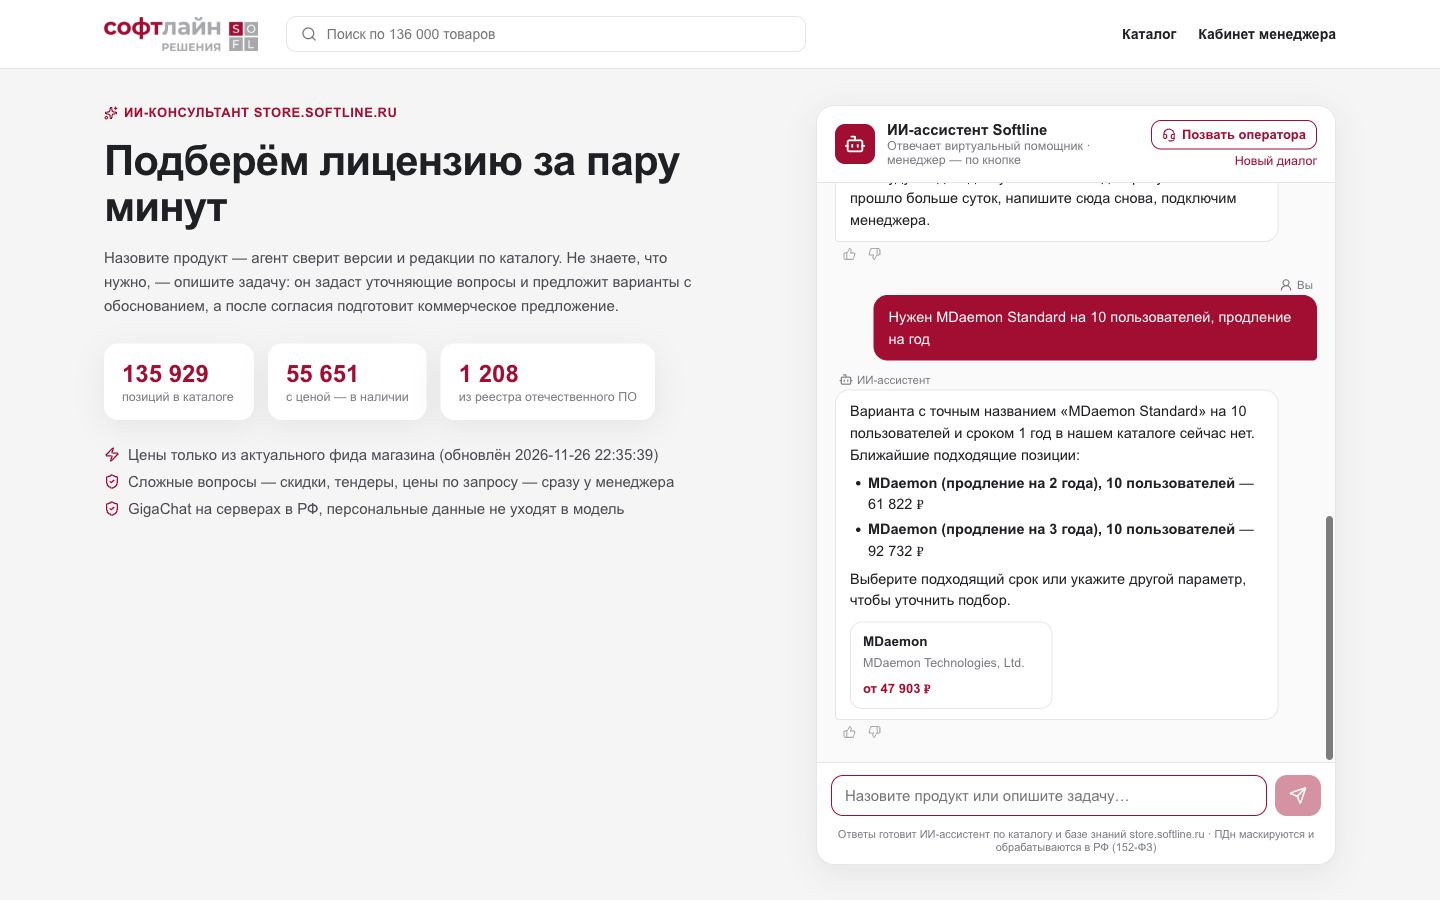 софтлайн
РЕШЕНИЯ
SO
FL
Поиск по 136 000 товаров
Каталог
Кабинет менеджера
ИИ-КОНСУЛЬТАНТ STORE.SOFTLINE.RU
Подберём лицензию за пару
минут
Назовите продукт — агент сверит версии и редакции по каталогу. Не знаете, что
нужно, — опишите задачу: он задаст уточняющие вопросы и предложит варианты с
обоснованием, а после согласия подготовит коммерческое предложение.
135 929
позиций в каталоге
55 651
с ценой — в наличии
1 208
из реестра отечественного ПО
Цены только из актуального фида магазина (обновлён 2026-11-26 22:35:39)
Сложные вопросы — скидки, тендеры, цены по запросу — сразу у менеджера
GigaChat на серверах в РФ, персональные данные не уходят в модель
ИИ-ассистент Softline
Отвечает виртуальный помощник ·
менеджер — по кнопке
Позвать оператора
Новый диалог
прошло больше суток, напишите сюда снова, подключим
менеджера.
Вы
Нужен MDaemon Standard на 10 пользователей, продление
на год
ИИ-ассистент
Варианта с точным названием «MDaemon Standard» на 10
пользователей и сроком 1 год в нашем каталоге сейчас нет.
Ближайшие подходящие позиции:
• MDaemon (продление на 2 года), 10 пользователей —
61 822 ₽
• MDaemon (продление на 3 года), 10 пользователей —
92 732 ₽
Выберите подходящий срок или укажите другой параметр,
чтобы уточнить подбор.
MDaemon
MDaemon Technologies, Ltd.
от 47 903 ₽
Назовите продукт или опишите задачу…
Ответы готовит ИИ-ассистент по каталогу и базе знаний store.softline.ru · ПДн маскируются и
обрабатываются в РФ (152-ФЗ)